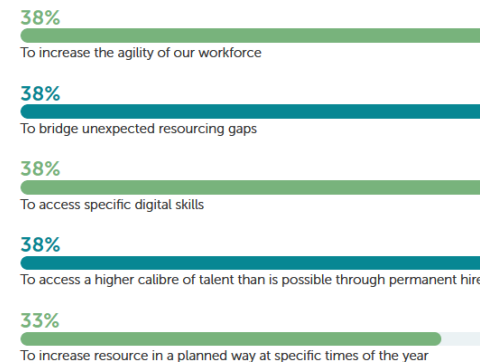 38%
To increase the agility of our workforce
38%
To bridge unexpected resourcing gaps
38%
To access specific digital skills
38%
To access a higher calibre of talent than is possible through permanent
33%
To increase resource in a planned way at specific times of the year